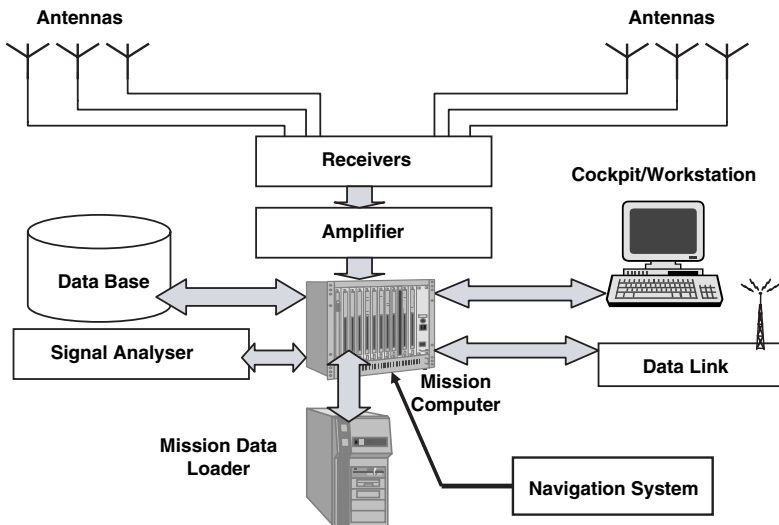 Antennas
Antennas
Receivers
Cockpit/Workstation
Amplifier
Data Base
Signal Analyser
Data Link
Mission
Computer
Mission Data
Loader
Navigation System